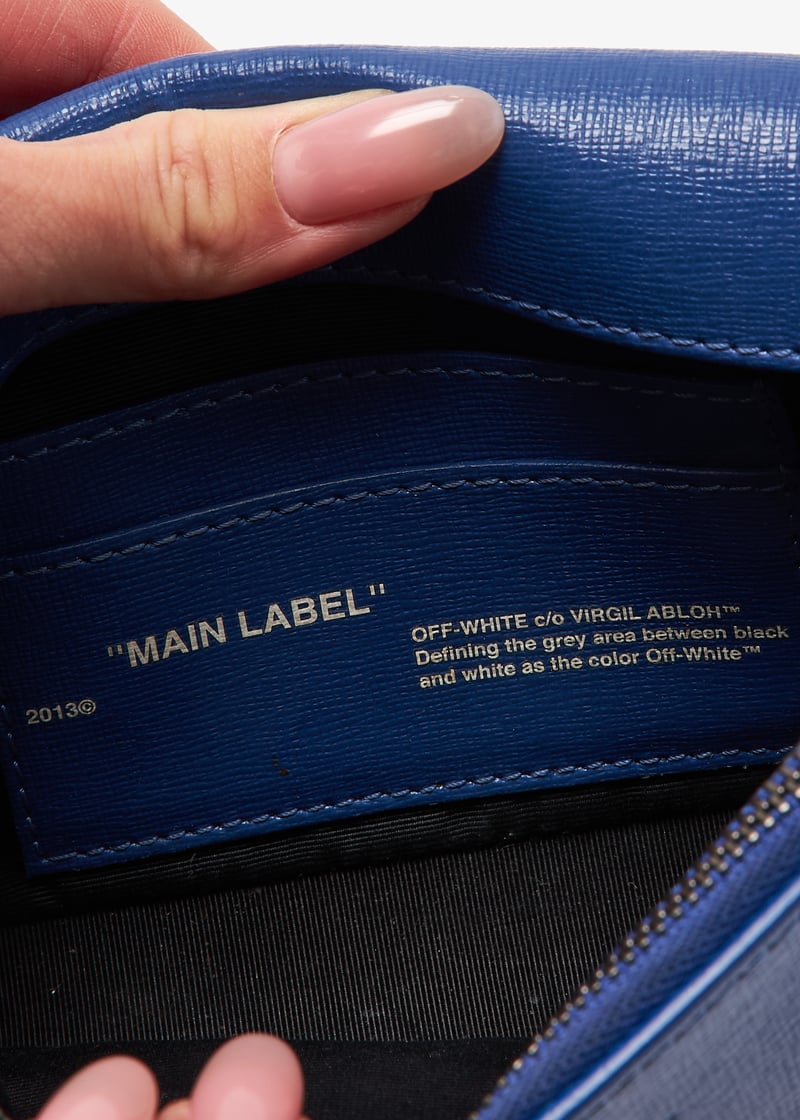 "MAIN LABEL"
2013©
OFF-WHITE c/o VIRGIL ABLOH™
Defining the grey area between black
and white as the color Off-White™